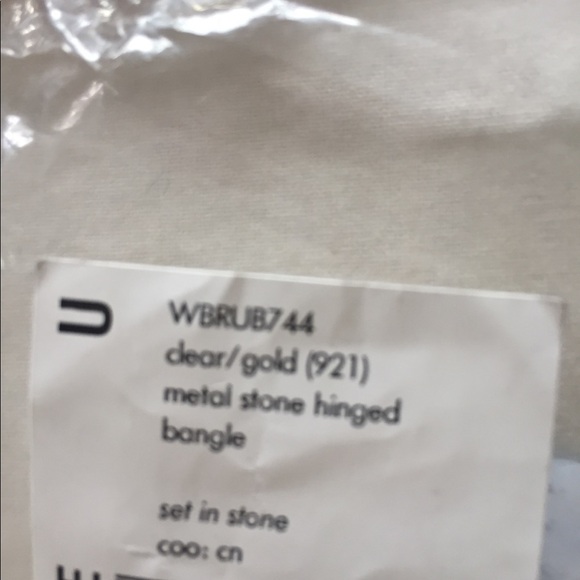 WBRUB744
clear/gold (921)
metal stone hinged
bangle
set in stone
coo: cn